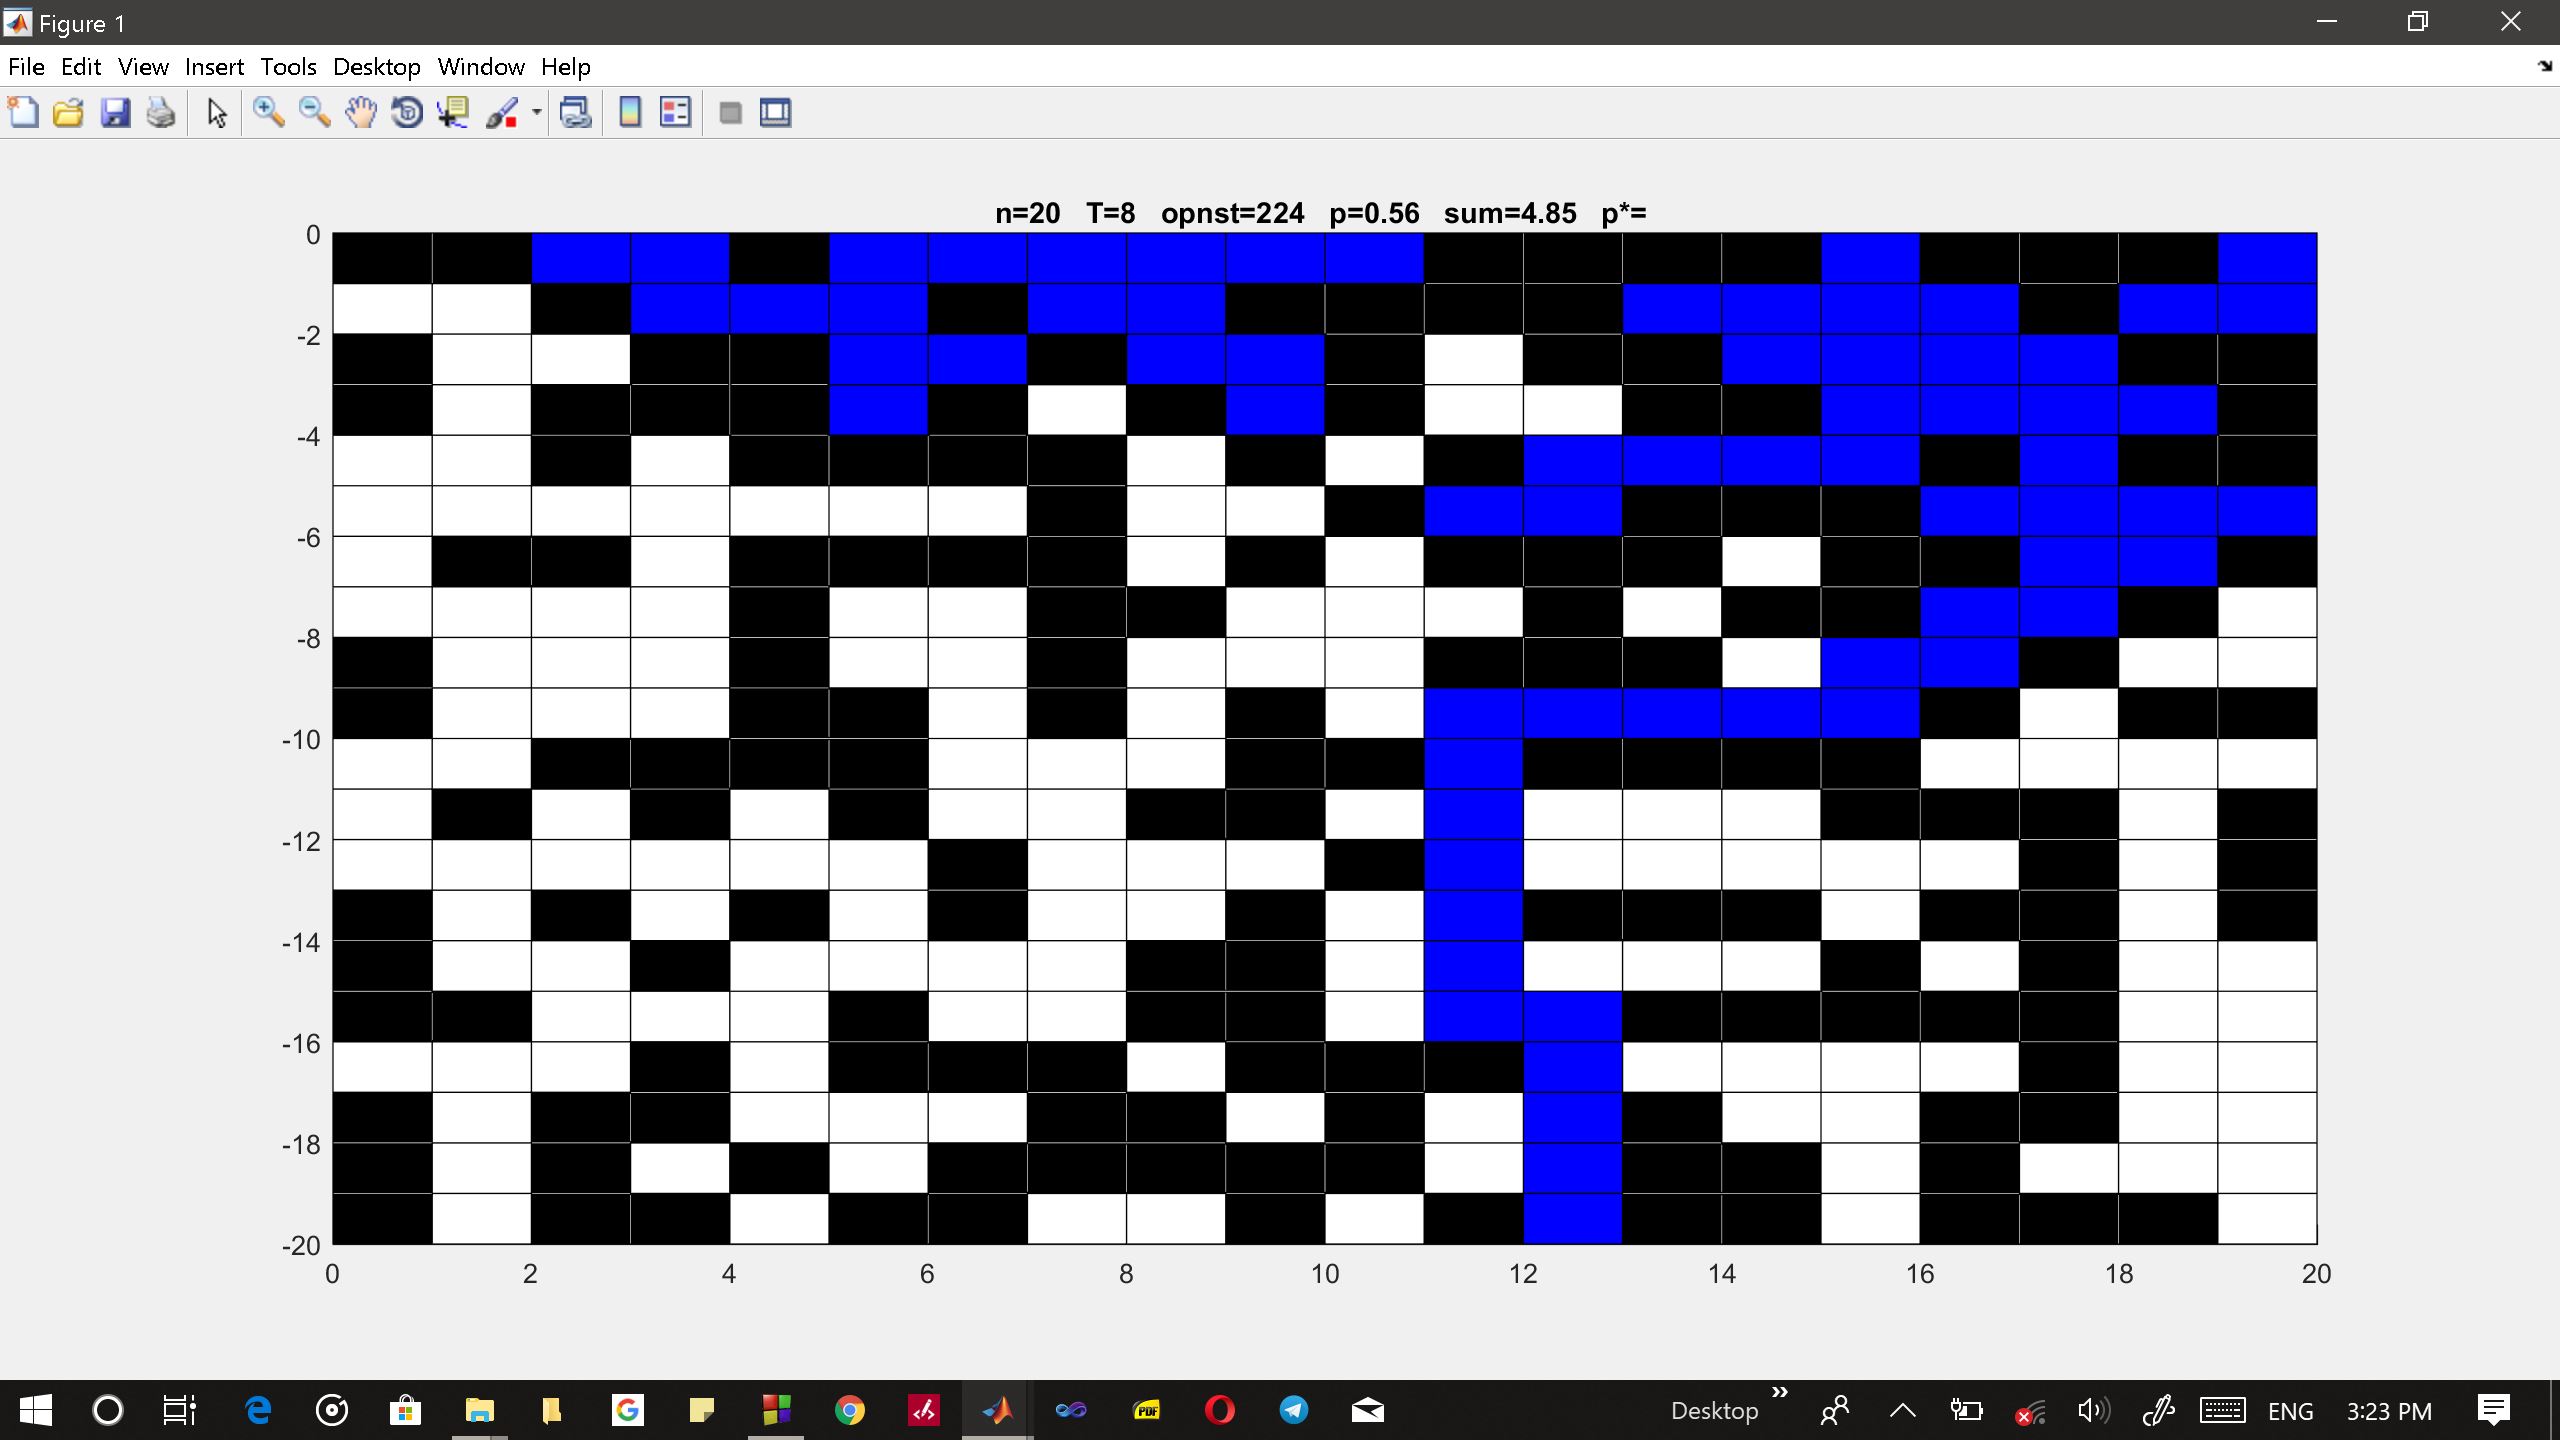 Figure 1
File Edit View Insert Tools Desktop Window Help
n=20 T=8 opnst=224 p=0.56 sum=4.85 p*=
0
-2
-4
-6
-8
-10
-12
-14
-16
-18
-20
0 2 4 6 8 10 12 14 16 18 20
Desktop » ENG 3:23 PM